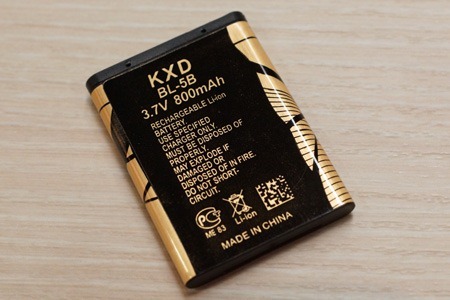 KXD
BL-5B
3.7V 800mAh
RECHARGEABLE Li-ion
BATTERY
USE SPECIFIED
CHARGER ONLY
MUST BE DISPOSED OF
MAY EXPLODE IF
DAMAGED OR
DISPOSED OF IN FIRE.
DO NOT SHORT.
CIRCUIT.
ME 83
Li-ion
MADE IN CHINA